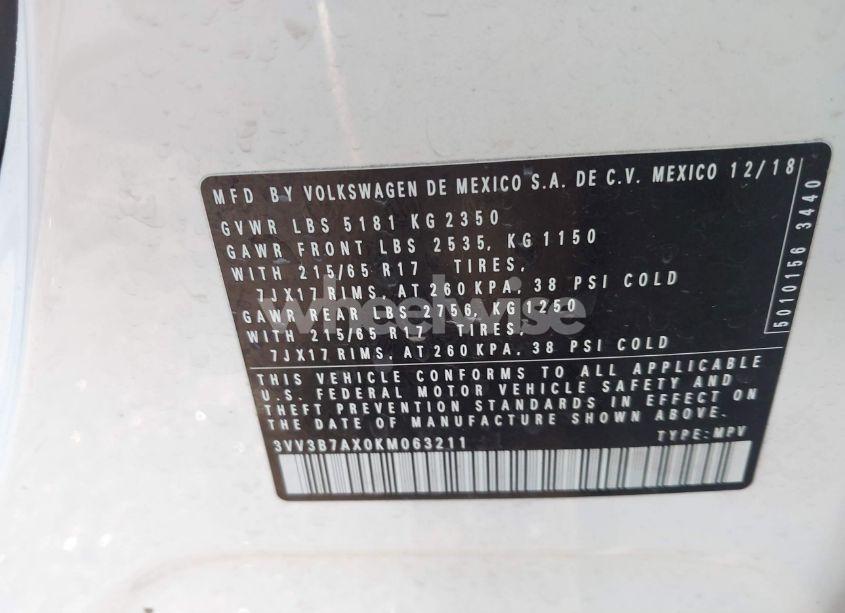 MFD BY VOLKSWAGEN DE MEXICO S.A. DE C.V. MEXICO 12/18
GVWR LBS 5181 KG 2350
GAWR FRONT LBS 2535, KG 1150
WITH 215/65 R17 TIRES,
7JX17 RIMS, AT 260 KPA, 38 PSI COLD
GAWR REAR LBS 2756, KG 1250
WITH 215/65 R17 TIRES,
7JX17 RIMS, AT 260 KPA, 38 PSI COLD
THIS VEHICLE CONFORMS TO ALL APPLICABLE
U.S. FEDERAL MOTOR VEHICLE SAFETY AND
THEFT PREVENTION STANDARDS IN EFFECT ON
THE DATE OF MANUFACTURE SHOWN ABOVE.
3VV3B7AX0KM063211 TYPE: MPV
5010156 3440
wheelwise